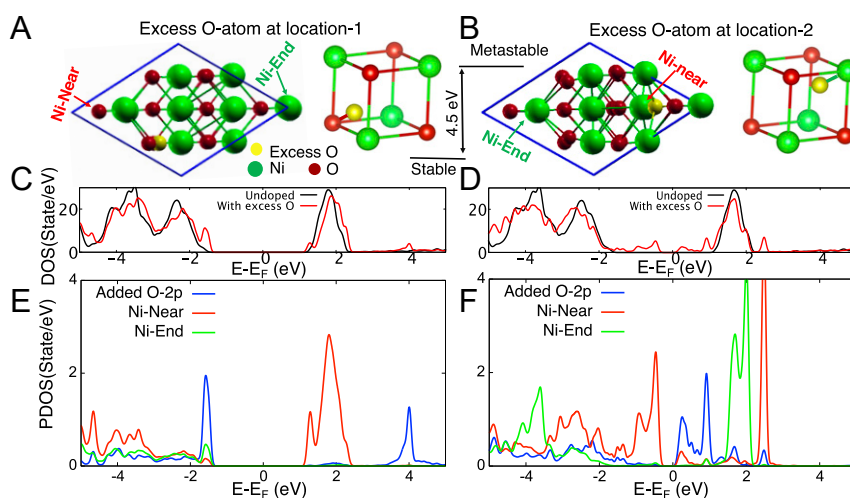 A
Excess O-atom at location-1
Ni-Near
Ni-End
Excess O
Ni
O
Metastable
4.5 eV
Stable
B
Excess O-atom at location-2
Ni-near
Ni-End
C
DOS(State/eV)
20
0
Undoped
With excess O
−4 −2 0 2 4
E-E_F (eV)
D
20
0
Undoped
With excess O
−4 −2 0 2 4
E-E_F (eV)
E
PDOS(State/eV)
4
2
0
Added O-2p
Ni-Near
Ni-End
−4 −2 0 2 4
E-E_F (eV)
F
4
2
0
Added O-2p
Ni-Near
Ni-End
−4 −2 0 2 4
E-E_F (eV)